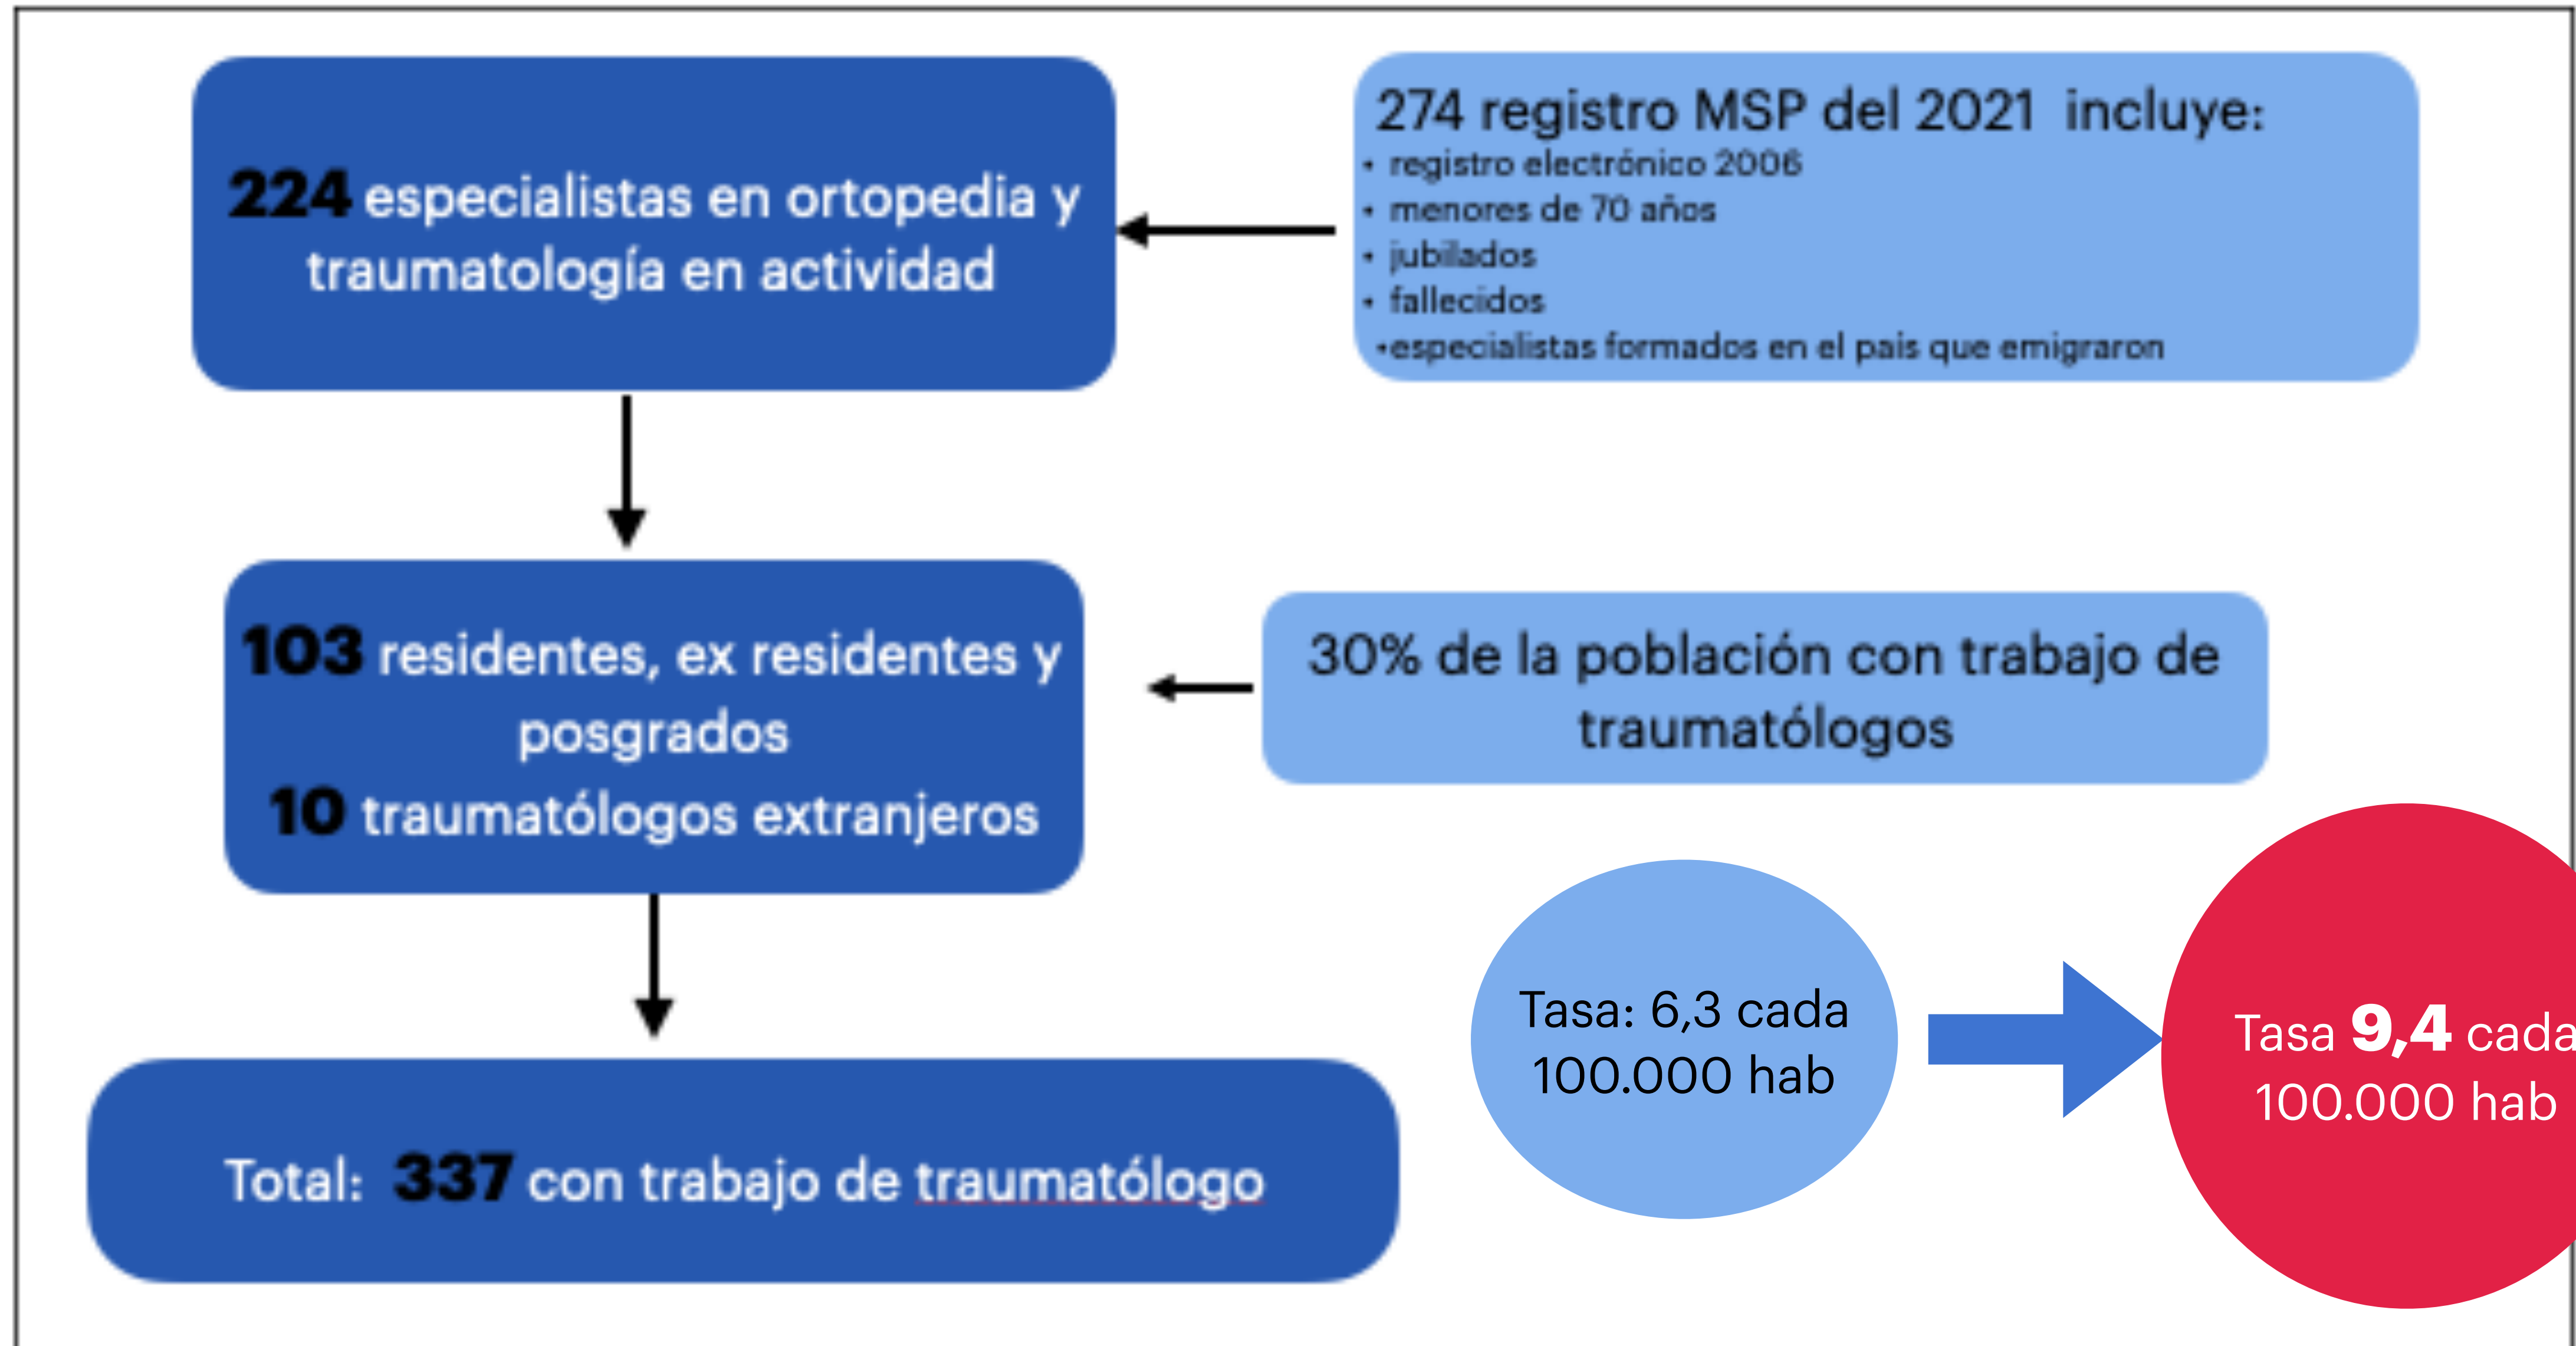 224 especialistas en ortopedia y
traumatología en actividad
274 registro MSP del 2021 incluye:
• registro electrónico 2006
• menores de 70 años
• jubilados
• fallecidos
•especialistas formados en el país que emigraron
103 residentes, ex residentes y
posgrados
10 traumatólogos extranjeros
30% de la población con trabajo de
traumatólogos
Total: 337 con trabajo de traumatólogo
Tasa: 6,3 cada
100.000 hab
Tasa 9,4 cada
100.000 hab